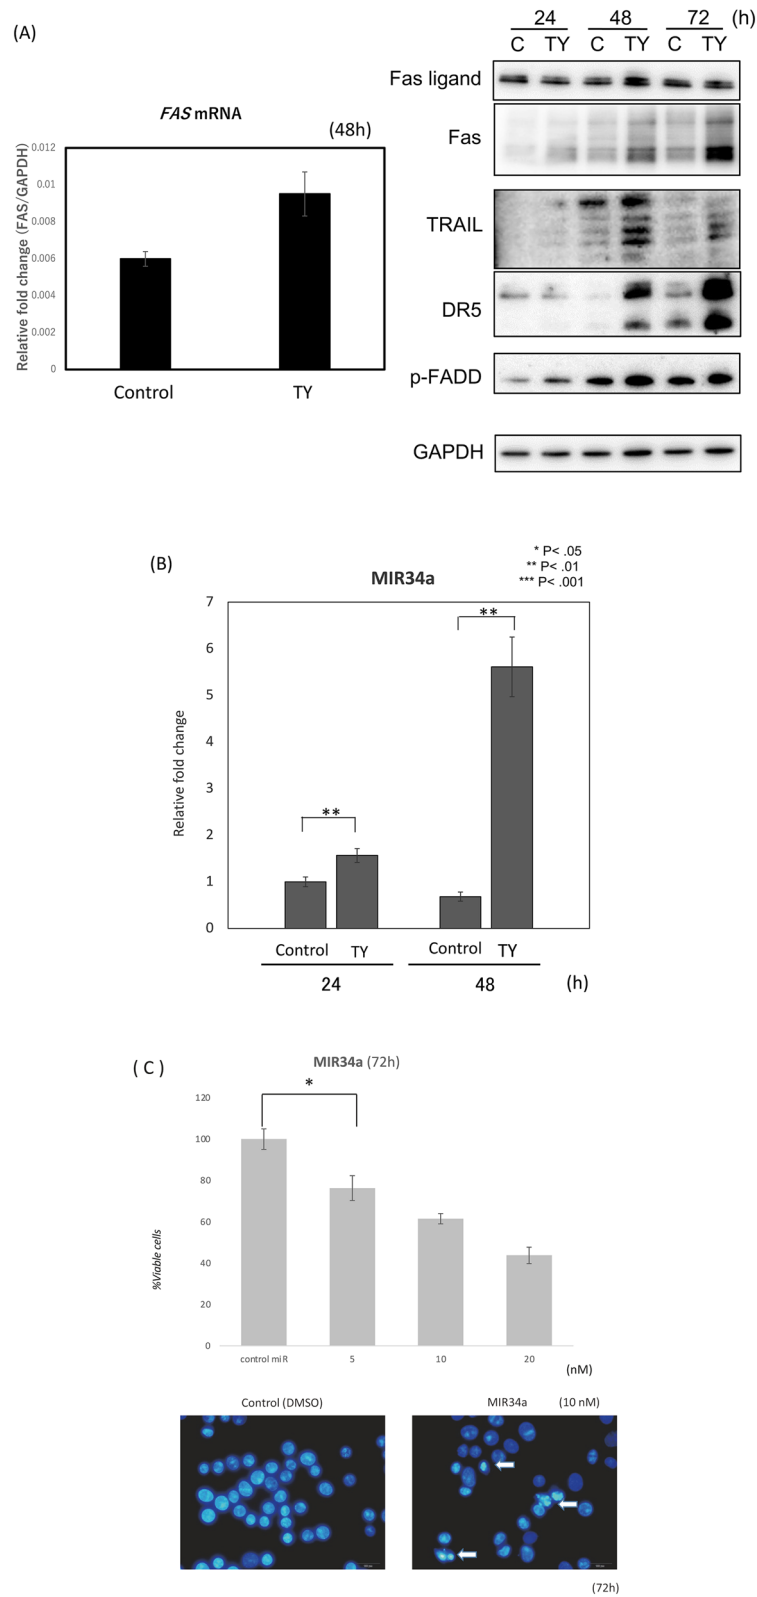 (A)
24 48 72 (h)
C TY C TY C TY
Fas ligand
Fas
TRAIL
DR5
p-FADD
GAPDH
FAS mRNA
(48h)
Relative fold change (FAS/GAPDH)
0.012
0.01
0.008
0.006
0.004
0.002
0
Control TY
(B)
* P< .05
** P< .01
*** P< .001
MIR34a
Relative fold change
7
6
5
4
3
2
1
0
**
**
Control TY Control TY
24 48 (h)
( C )
MIR34a (72h)
*
%Viable cells
120
100
80
60
40
20
0
control miR 5 10 20
(nM)
Control (DMSO) MIR34a (10 nM)
(72h)